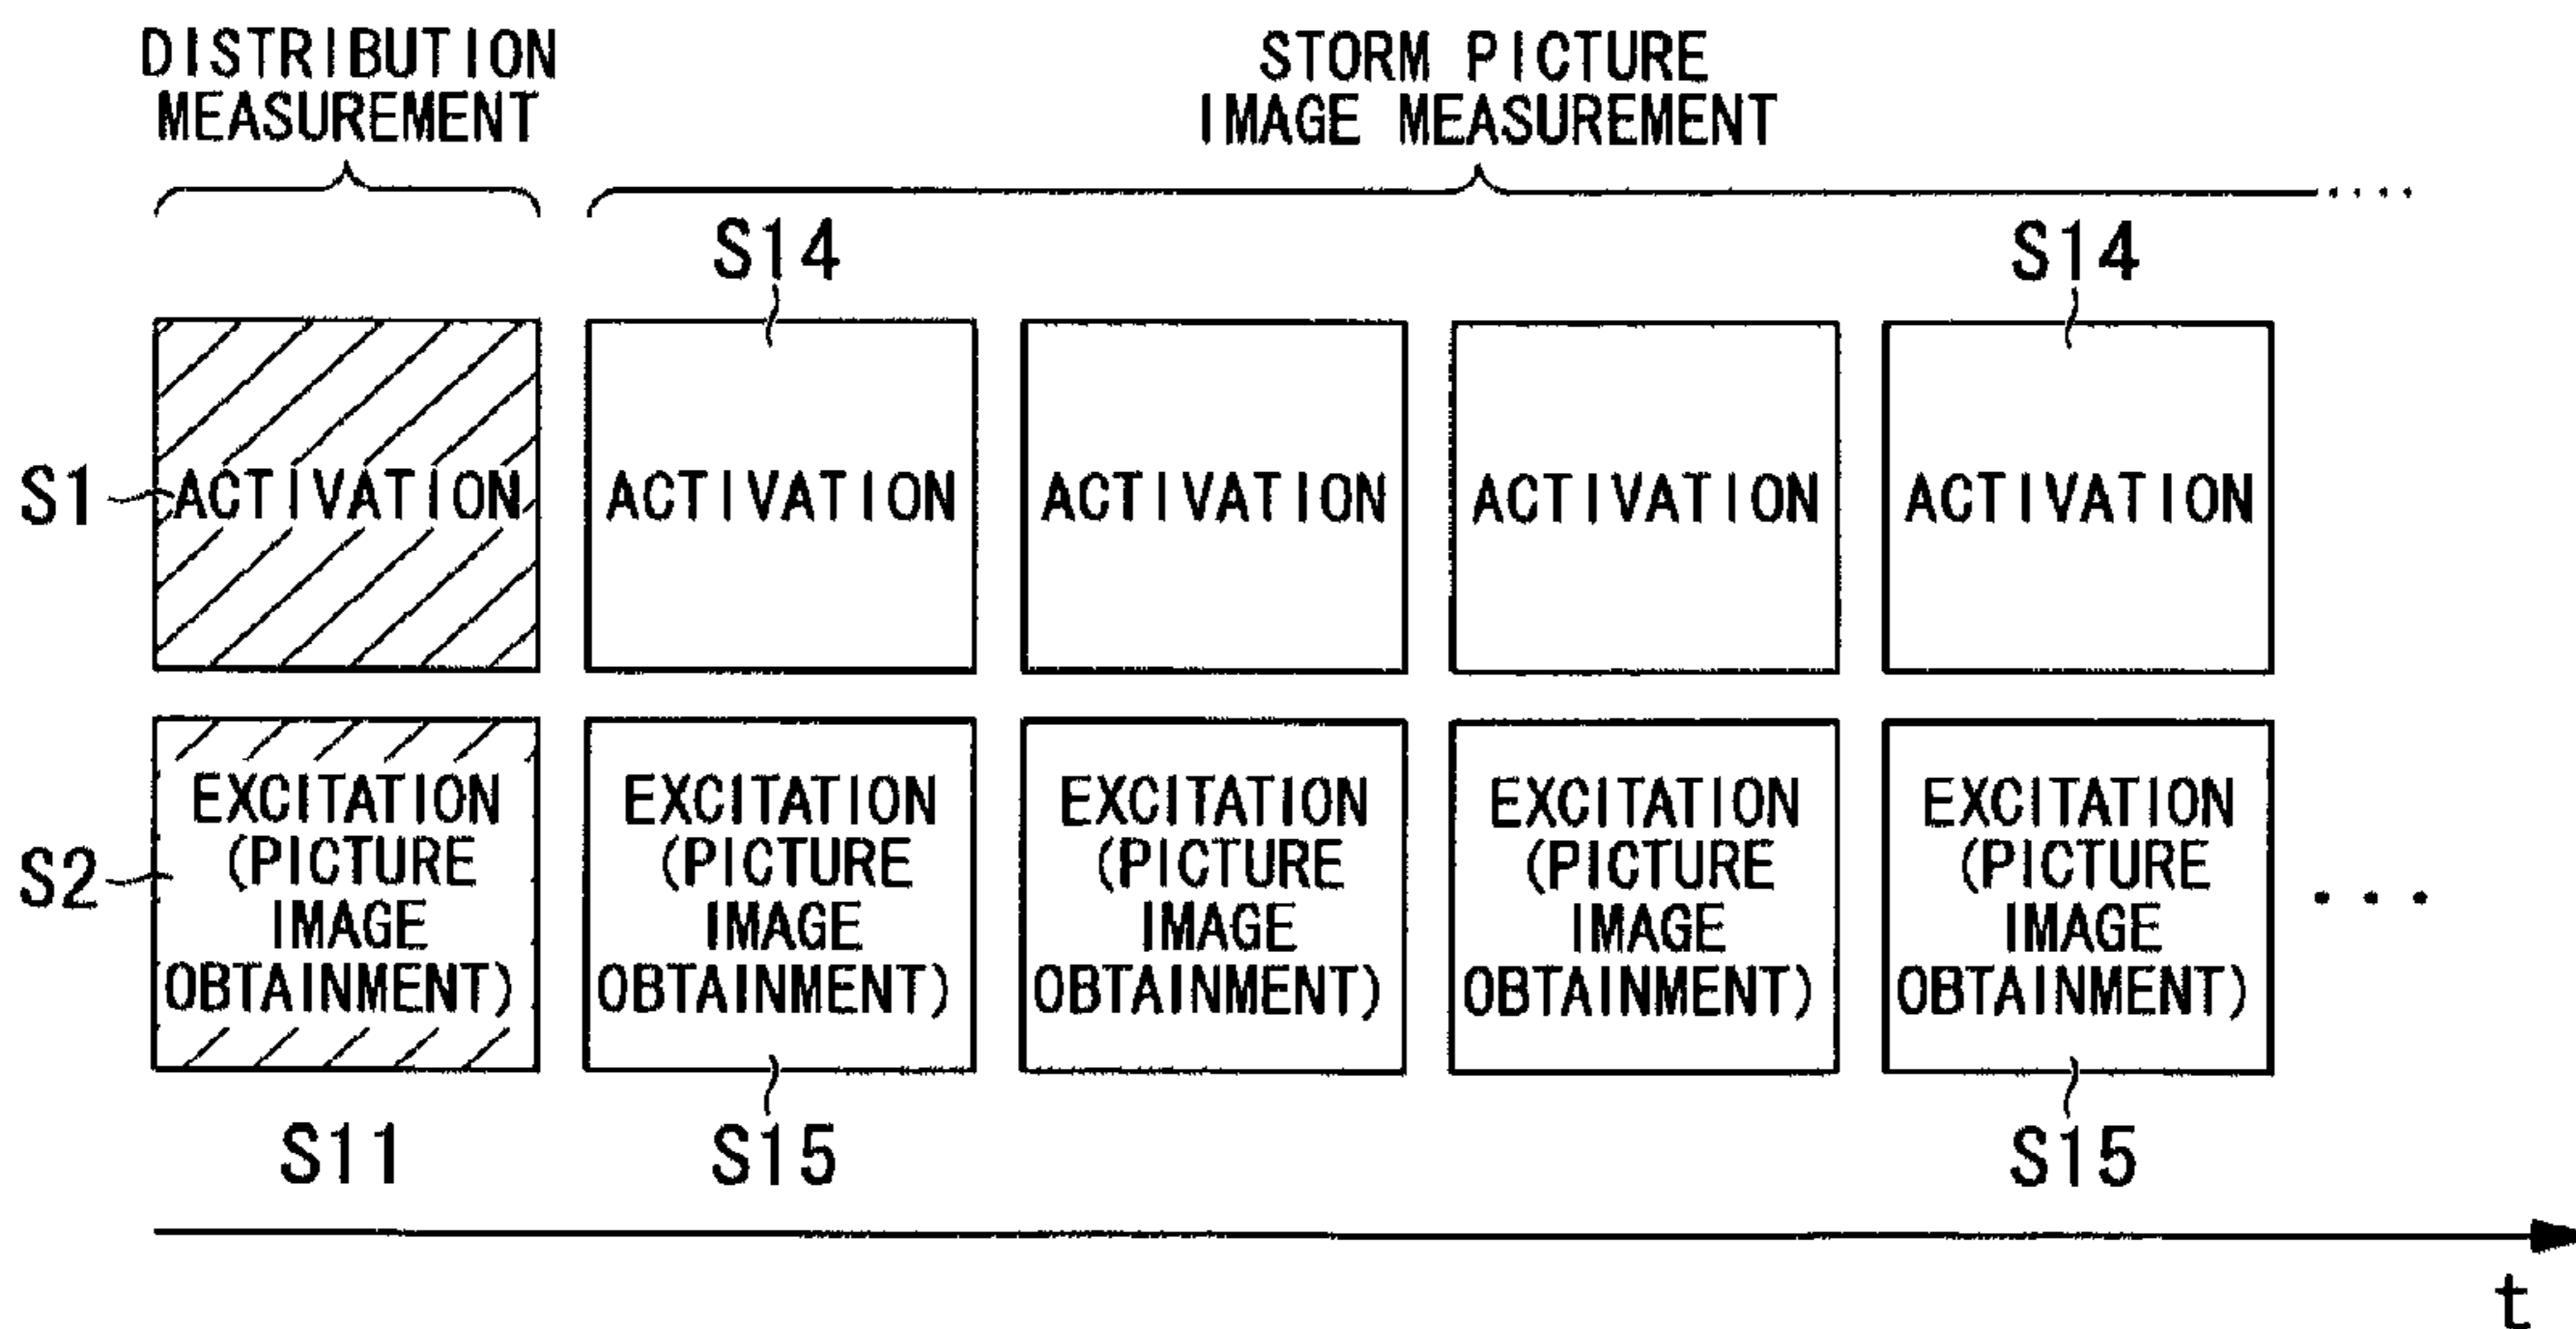 DISTRIBUTION
MEASUREMENT
STORM PICTURE
IMAGE MEASUREMENT
S14
S14
S1
ACTIVATION
ACTIVATION
ACTIVATION
ACTIVATION
ACTIVATION
S2
EXCITATION
(PICTURE
IMAGE
OBTAINMENT)
EXCITATION
(PICTURE
IMAGE
OBTAINMENT)
EXCITATION
(PICTURE
IMAGE
OBTAINMENT)
EXCITATION
(PICTURE
IMAGE
OBTAINMENT)
EXCITATION
(PICTURE
IMAGE
OBTAINMENT)
...
S11
S15
S15
t